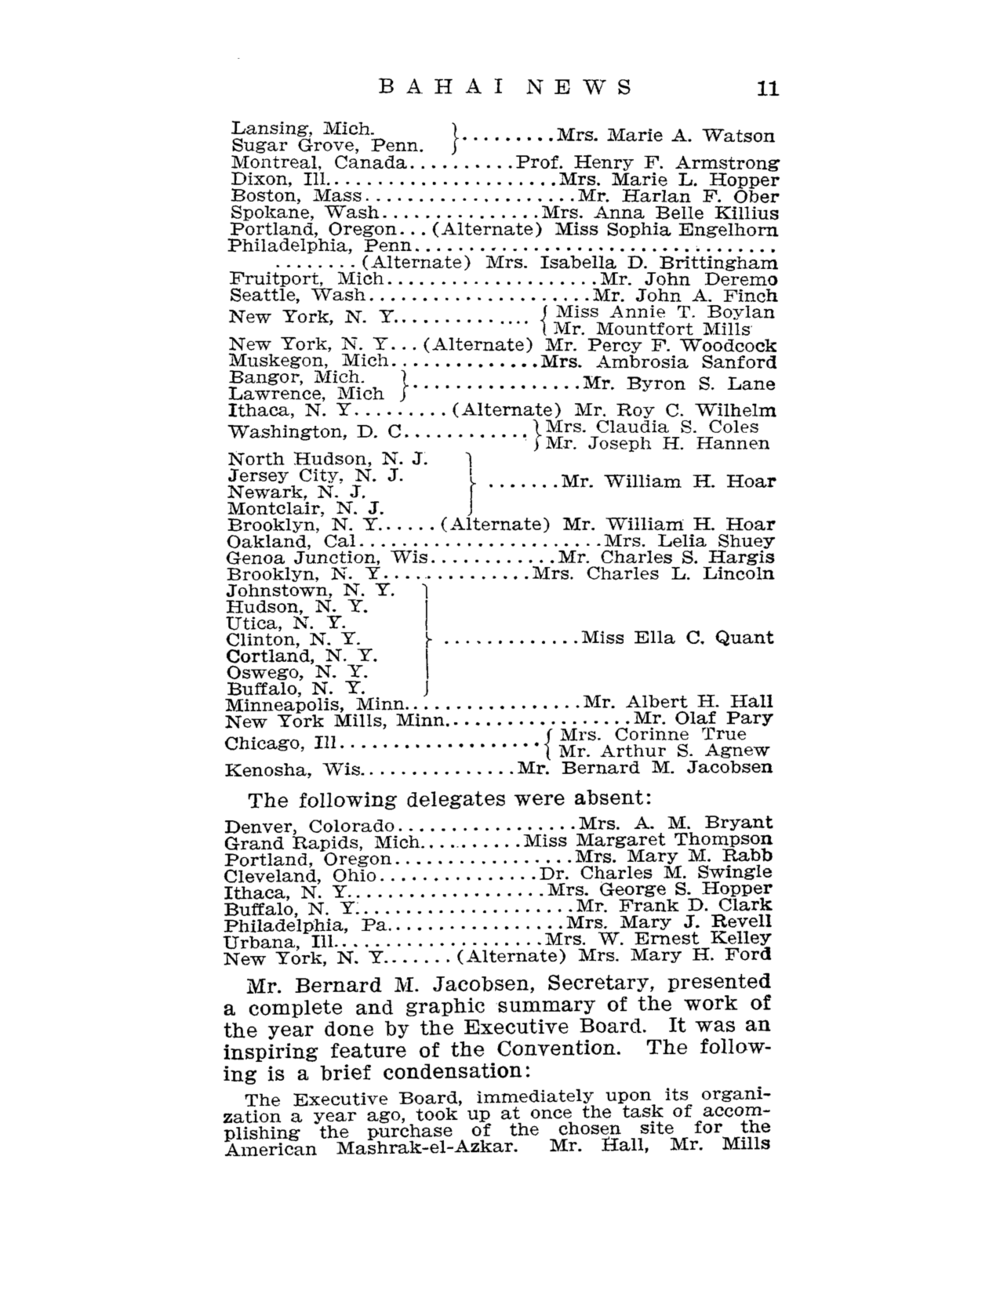 BAHAI NEWS 11
Lansing, Mich.
Sugar Grove, Penn. }.........Mrs. Marie A. Watson
Montreal, Canada..........Prof. Henry F. Armstrong
Dixon, Ill......................Mrs. Marie L. Hopper
Boston, Mass....................Mr. Harlan F. Ober
Spokane, Wash...............Mrs. Anna Belle Killius
Portland, Oregon...(Alternate) Miss Sophia Engelhorn
Philadelphia, Penn..................................
........(Alternate) Mrs. Isabella D. Brittingham
Fruitport, Mich....................Mr. John Deremo
Seattle, Wash.....................Mr. John A. Finch
New York, N. Y.............. { Miss Annie T. Boylan
Mr. Mountfort Mills
New York, N. Y...(Alternate) Mr. Percy F. Woodcock
Muskegon, Mich..............Mrs. Ambrosia Sanford
Bangor, Mich.
Lawrence, Mich }................Mr. Byron S. Lane
Ithaca, N. Y.........(Alternate) Mr. Roy C. Wilhelm
Washington, D. C............ } Mrs. Claudia S. Coles
Mr. Joseph H. Hannen
North Hudson, N. J.
Jersey City, N. J.
Newark, N. J. } .......Mr. William H. Hoar
Montclair, N. J.
Brooklyn, N. Y......(Alternate) Mr. William H. Hoar
Oakland, Cal.......................Mrs. Lelia Shuey
Genoa Junction, Wis............Mr. Charles S. Hargis
Brooklyn, N. Y..............Mrs. Charles L. Lincoln
Johnstown, N. Y.
Hudson, N. Y.
Utica, N. Y.
Clinton, N. Y. } .............Miss Ella C. Quant
Cortland, N. Y.
Oswego, N. Y.
Buffalo, N. Y.
Minneapolis, Minn.................Mr. Albert H. Hall
New York Mills, Minn..................Mr. Olaf Pary
Chicago, Ill...................{ Mrs. Corinne True
Mr. Arthur S. Agnew
Kenosha, Wis...............Mr. Bernard M. Jacobsen
The following delegates were absent:
Denver, Colorado.................Mrs. A. M. Bryant
Grand Rapids, Mich..........Miss Margaret Thompson
Portland, Oregon.................Mrs. Mary M. Rabb
Cleveland, Ohio...............Dr. Charles M. Swingle
Ithaca, N. Y...................Mrs. George S. Hopper
Buffalo, N. Y.....................Mr. Frank D. Clark
Philadelphia, Pa.................Mrs. Mary J. Revell
Urbana, Ill....................Mrs. W. Ernest Kelley
New York, N. Y.......(Alternate) Mrs. Mary H. Ford
Mr. Bernard M. Jacobsen, Secretary, presented
a complete and graphic summary of the work of
the year done by the Executive Board. It was an
inspiring feature of the Convention. The follow-
ing is a brief condensation:
The Executive Board, immediately upon its organi-
zation a year ago, took up at once the task of accom-
plishing the purchase of the chosen site for the
American Mashrak-el-Azkar. Mr. Hall, Mr. Mills